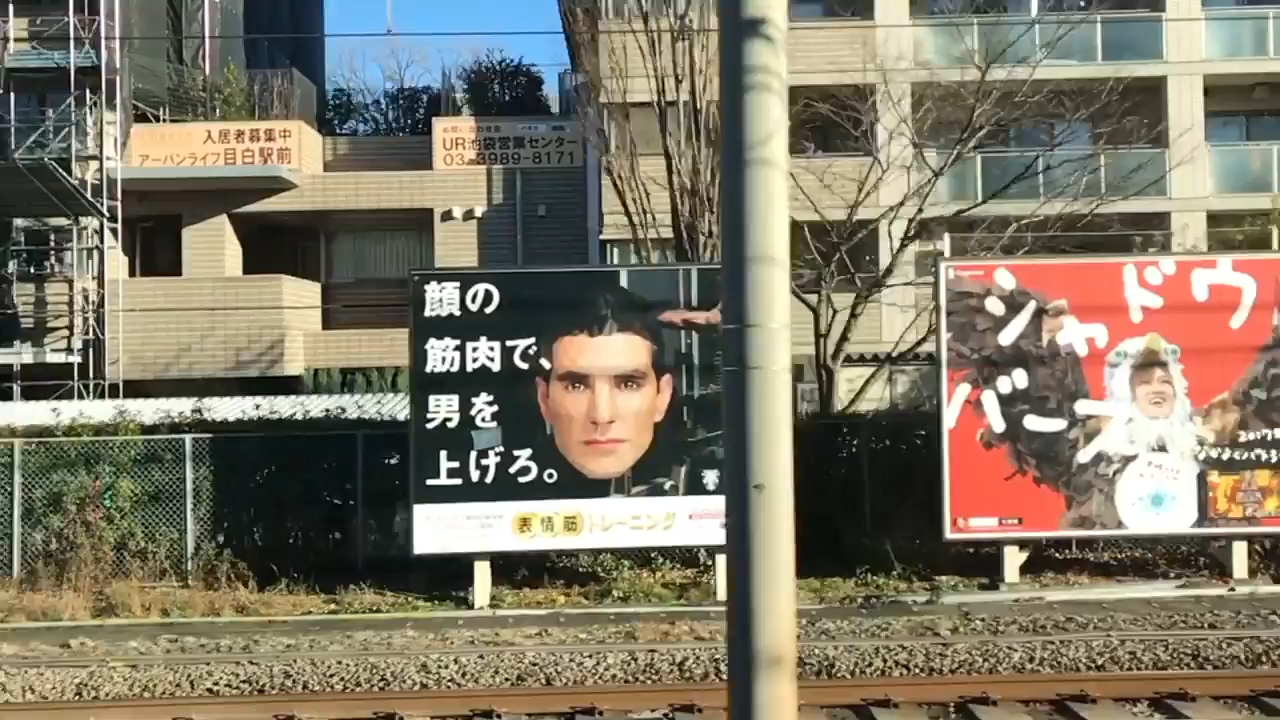 入居者募集中
アーバンライフ目白駅前
UR池袋営業センター
03-3989-8171
顔の
筋肉で、
男を
上げろ。
表情筋トレーニング
シャドウ
バース
2017